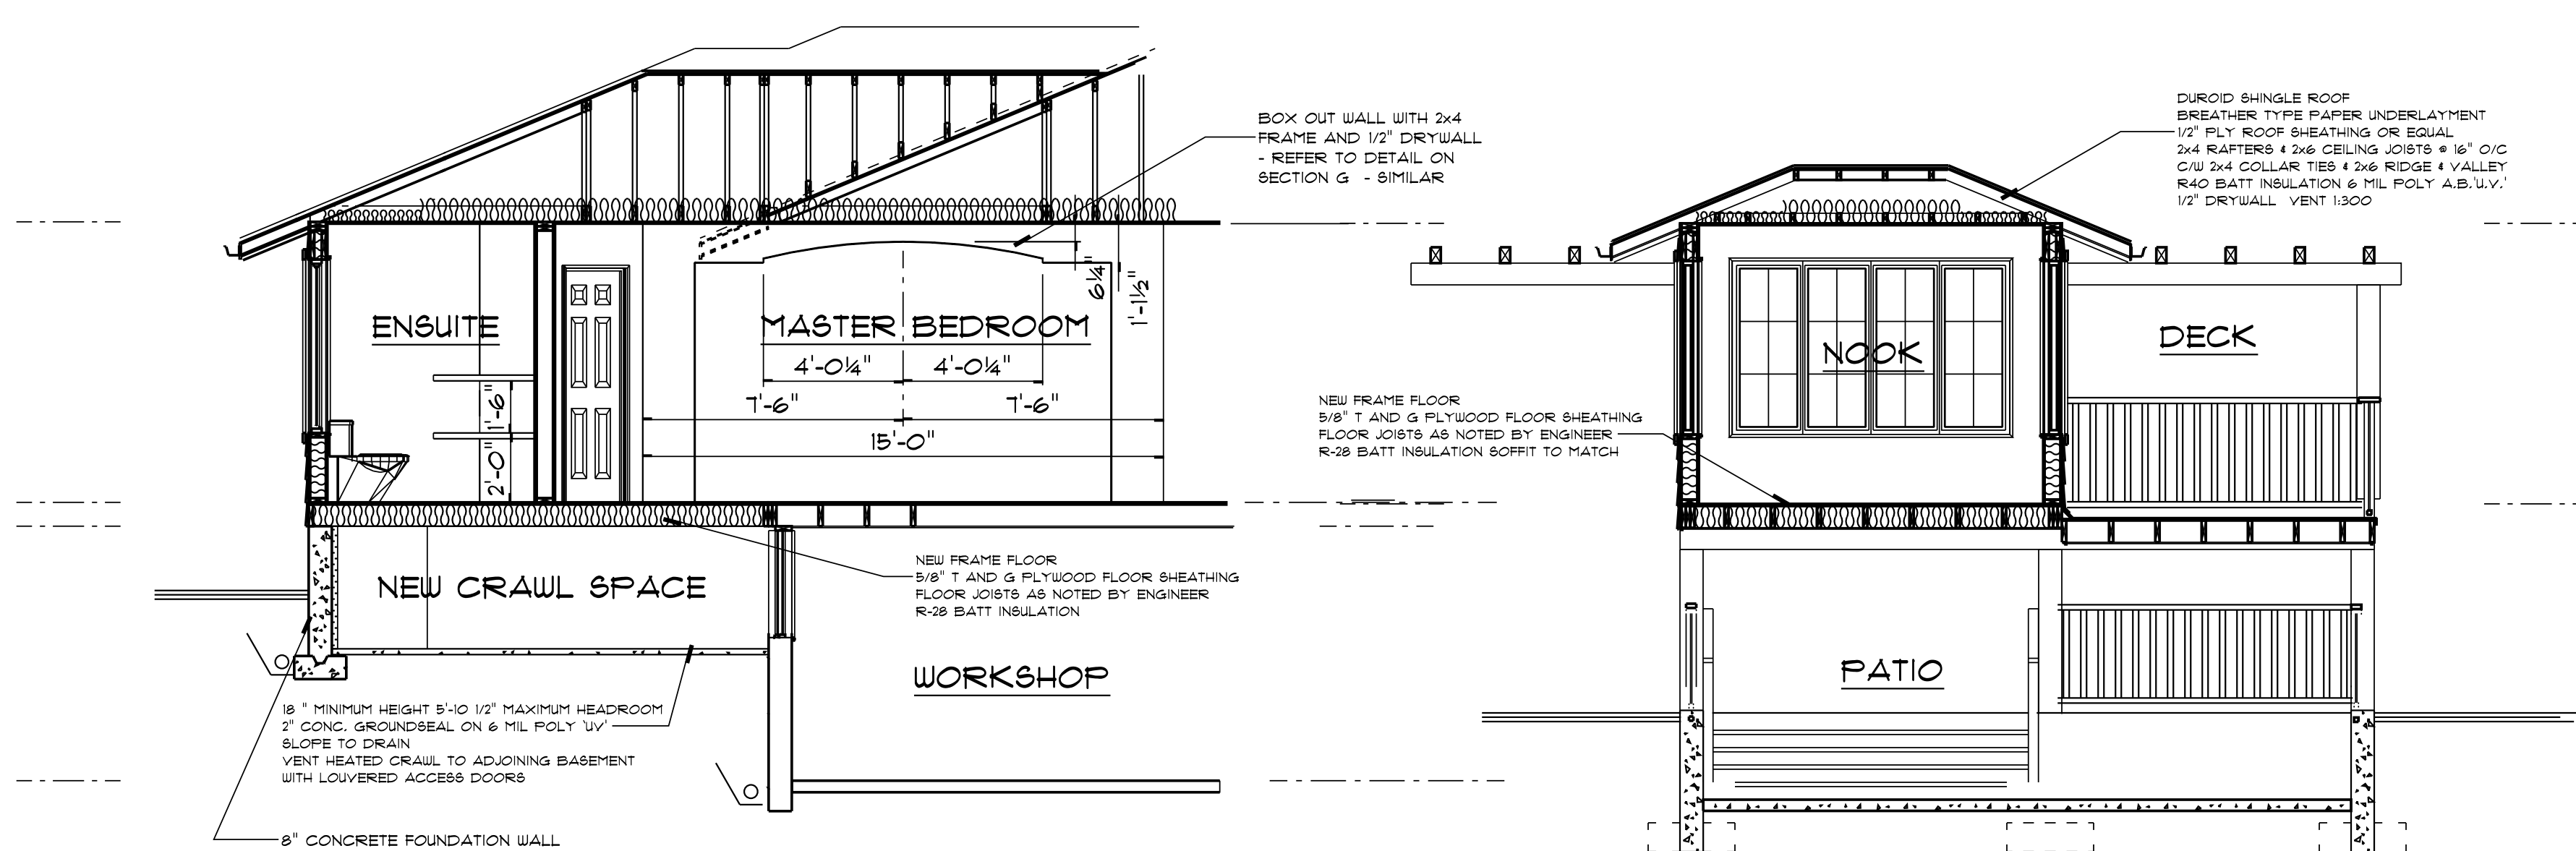 BOX OUT WALL WITH 2x4
FRAME AND 1/2" DRYWALL
- REFER TO DETAIL ON
SECTION G - SIMILAR
ENSUITE
MASTER BEDROOM
6¼"
1'-1½"
4'-0¼"
4'-0¼"
7'-6"
7'-6"
15'-0"
1'-6"
2'-0"
NEW CRAWL SPACE
NEW FRAME FLOOR
5/8" T AND G PLYWOOD FLOOR SHEATHING
FLOOR JOISTS AS NOTED BY ENGINEER
R-28 BATT INSULATION
WORKSHOP
18 " MINIMUM HEIGHT 5'-10 1/2" MAXIMUM HEADROOM
2" CONC. GROUNDSEAL ON 6 MIL POLY 'UV'
SLOPE TO DRAIN
VENT HEATED CRAWL TO ADJOINING BASEMENT
WITH LOUVERED ACCESS DOORS
8" CONCRETE FOUNDATION WALL
DUROID SHINGLE ROOF
BREATHER TYPE PAPER UNDERLAYMENT
1/2" PLY ROOF SHEATHING OR EQUAL
2x4 RAFTERS & 2x6 CEILING JOISTS @ 16" O/C
C/W 2x4 COLLAR TIES & 2x6 RIDGE & VALLEY
R40 BATT INSULATION 6 MIL POLY A.B.'U.V.'
1/2" DRYWALL VENT 1:300
NOOK
DECK
NEW FRAME FLOOR
5/8" T AND G PLYWOOD FLOOR SHEATHING
FLOOR JOISTS AS NOTED BY ENGINEER
R-28 BATT INSULATION SOFFIT TO MATCH
PATIO